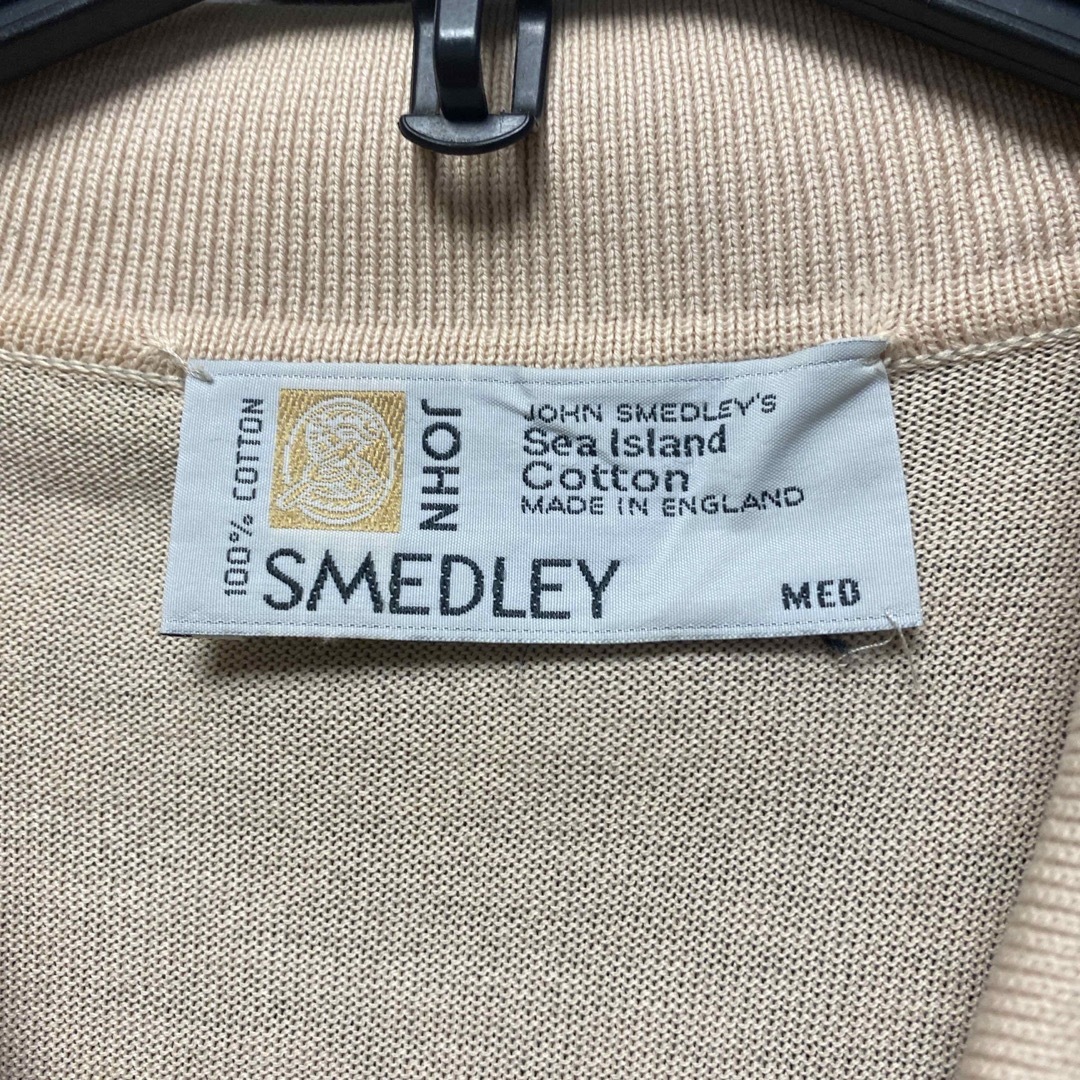 100% COTTON
JOHN
SMEDLEY
JOHN SMEDLEY'S
Sea Island
Cotton
MADE IN ENGLAND
MED